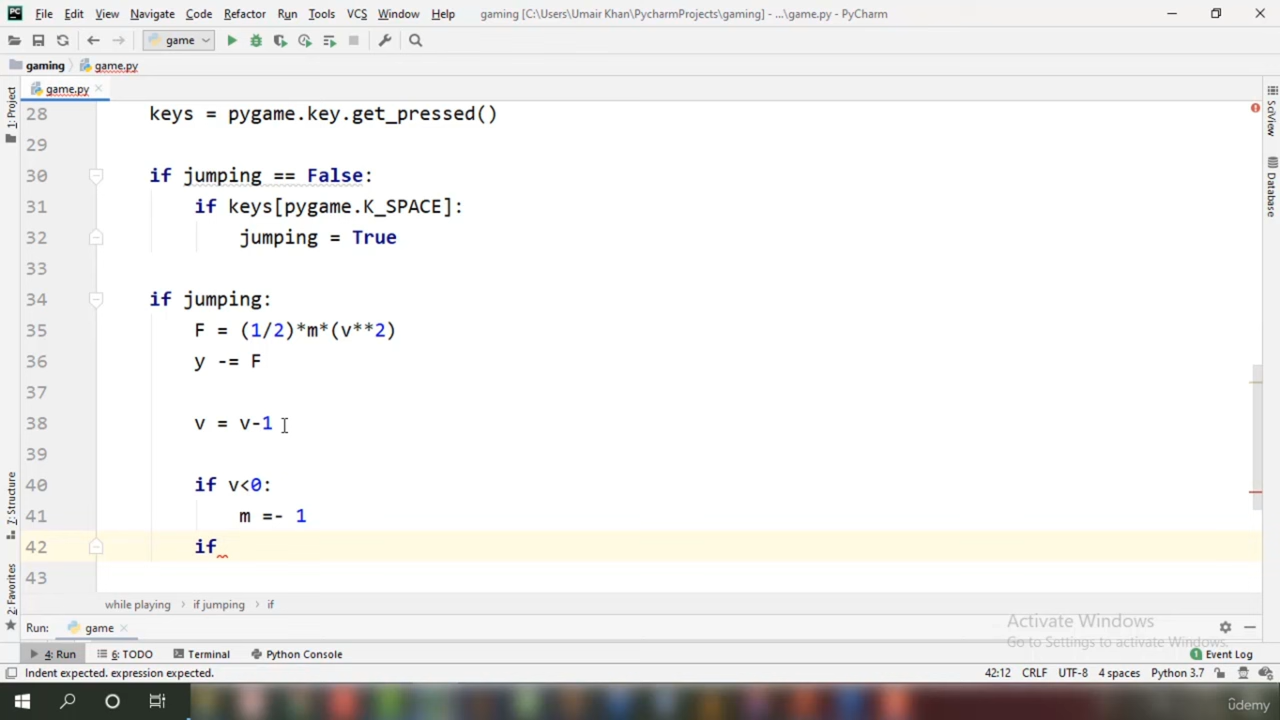 File Edit View Navigate Code Refactor Run Tools VCS Window Help gaming [C:\Users\Umair Khan\PycharmProjects\gaming] - ...\game.py - PyCharm
game
gaming game.py
game.py
1: Project
SciView
Database
7: Structure
2: Favorites
28 keys = pygame.key.get_pressed()
29
30 if jumping == False:
31 if keys[pygame.K_SPACE]:
32 jumping = True
33
34 if jumping:
35 F = (1/2)*m*(v**2)
36 y -= F
37
38 v = v-1
39
40 if v<0:
41 m =- 1
42 if
43
while playing › if jumping › if
Activate Windows
Go to Settings to activate Windows.
Run: game
4: Run 6: TODO Terminal Python Console 1 Event Log
Indent expected. expression expected. 42:12 CRLF UTF-8 4 spaces Python 3.7
ûdemy